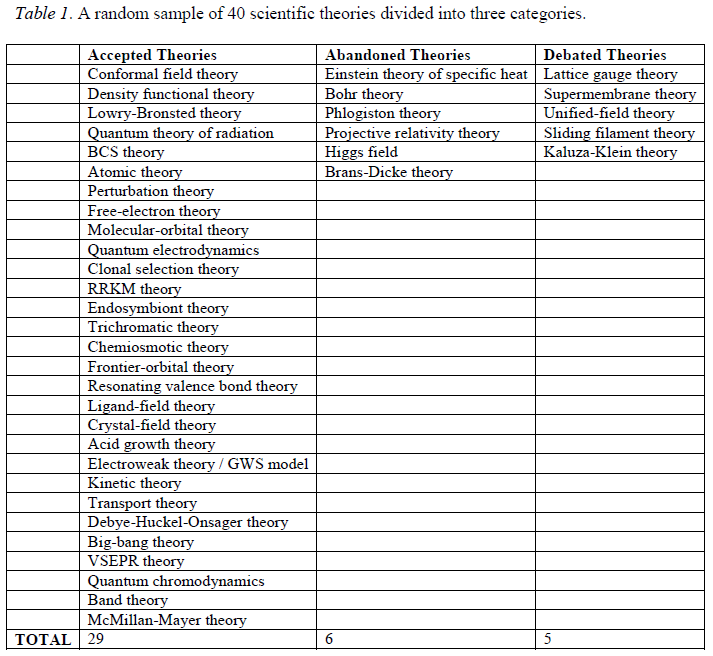 Table 1. A random sample of 40 scientific theories divided into three categories.
Accepted Theories Abandoned Theories Debated Theories
Conformal field theory Einstein theory of specific heat Lattice gauge theory
Density functional theory Bohr theory Supermembrane theory
Lowry-Bronsted theory Phlogiston theory Unified-field theory
Quantum theory of radiation Projective relativity theory Sliding filament theory
BCS theory Higgs field Kaluza-Klein theory
Atomic theory Brans-Dicke theory
Perturbation theory
Free-electron theory
Molecular-orbital theory
Quantum electrodynamics
Clonal selection theory
RRKM theory
Endosymbiont theory
Trichromatic theory
Chemiosmotic theory
Frontier-orbital theory
Resonating valence bond theory
Ligand-field theory
Crystal-field theory
Acid growth theory
Electroweak theory / GWS model
Kinetic theory
Transport theory
Debye-Huckel-Onsager theory
Big-bang theory
VSEPR theory
Quantum chromodynamics
Band theory
McMillan-Mayer theory
TOTAL 29 6 5